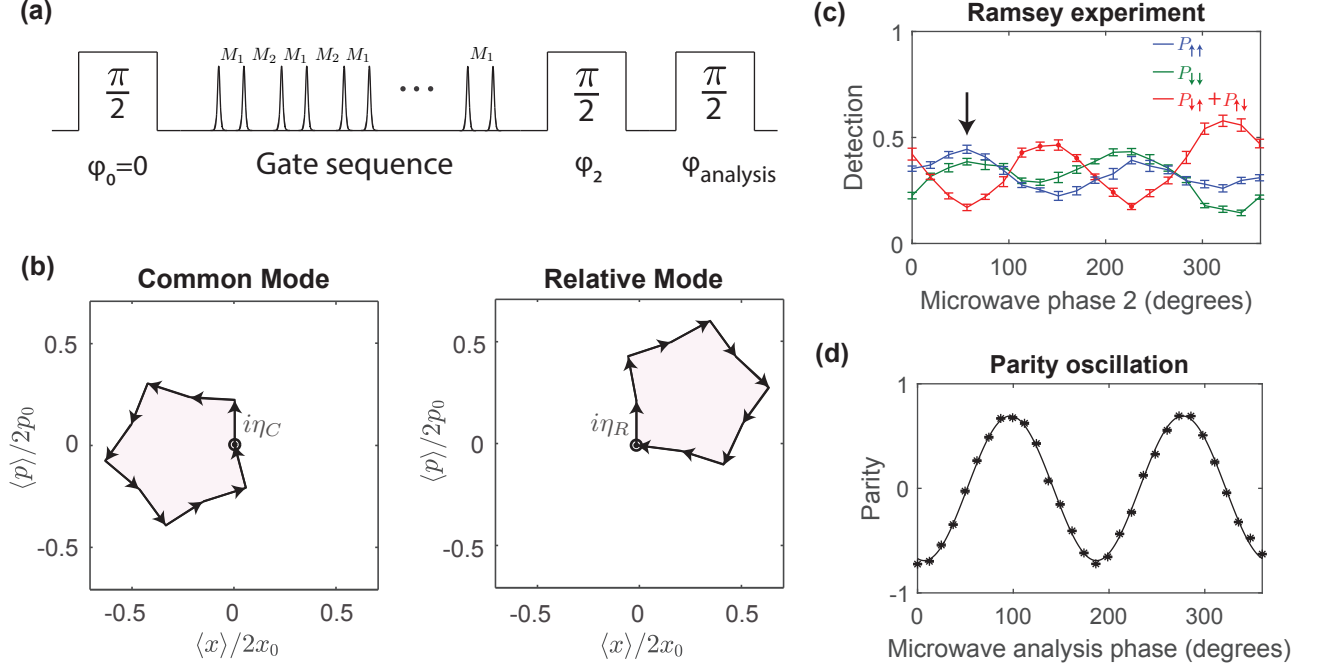 (a)
M₁ M₂ M₁ M₂ M₁ ... M₁
π/2 π/2 π/2
φ₀=0 Gate sequence φ₂ φanalysis
(b)
Common Mode
0.5
0
-0.5
⟨p⟩/2p₀
iη_C
-0.5 0 0.5
⟨x⟩/2x₀
Relative Mode
0.5
0
-0.5
⟨p⟩/2p₀
iη_R
-0.5 0 0.5
⟨x⟩/2x₀
(c)
Ramsey experiment
1
0.5
0
Detection
P↑↑
P↓↓
P↓↑+P↑↓
0 100 200 300
Microwave phase 2 (degrees)
(d)
Parity oscillation
1
0
-1
Parity
0 100 200 300
Microwave analysis phase (degrees)